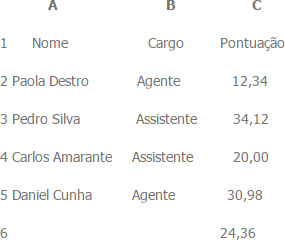 A B C
1 Nome Cargo Pontuação
2 Paola Destro Agente 12,34
3 Pedro Silva Assistente 34,12
4 Carlos Amarante Assistente 20,00
5 Daniel Cunha Agente 30,98
6 24,36